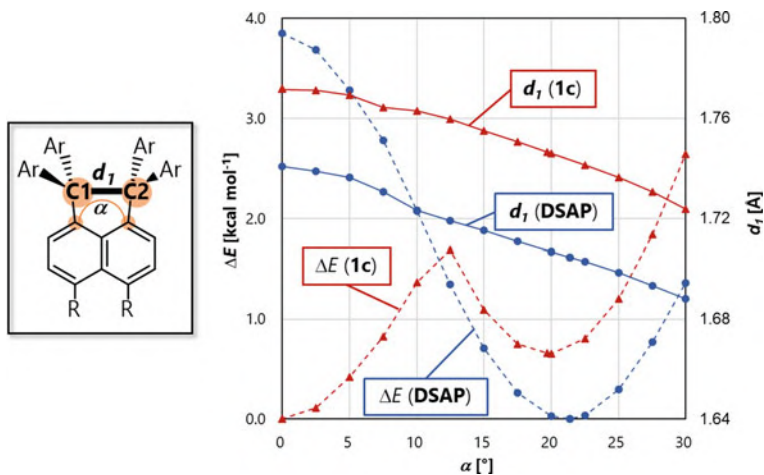 Ar Ar
Ar d₁ Ar
C1 C2
α
R R
ΔE [kcal mol⁻¹]
4.0
3.0
2.0
1.0
0.0
d₁ (1c)
d₁ (DSAP)
ΔE (1c)
ΔE (DSAP)
0 5 10 15 20 25 30
α [°]
1.80
1.76
1.72
1.68
1.64
d₁ [Å]